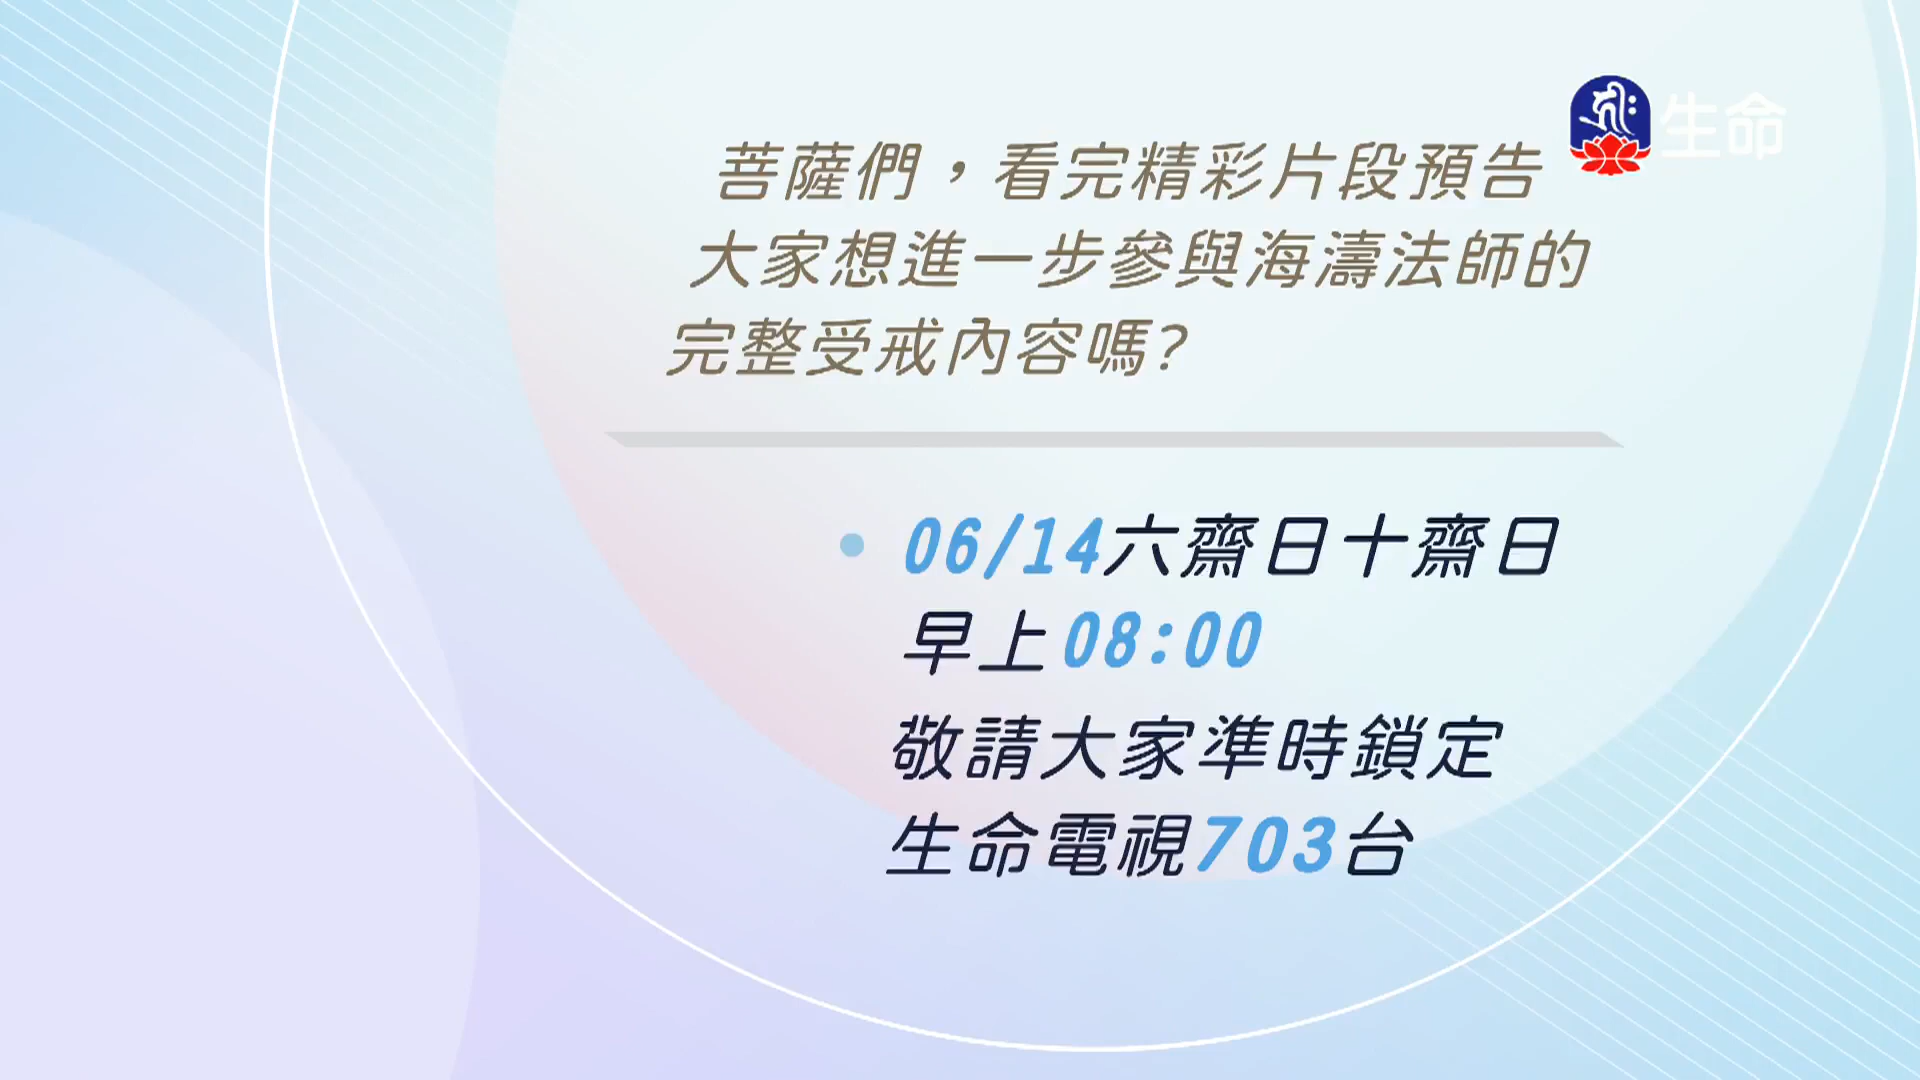 生命
菩薩們，看完精彩片段預告
大家想進一步參與海濤法師的
完整受戒內容嗎?
06/14六齋日十齋日
早上08:00
敬請大家準時鎖定
生命電視703台